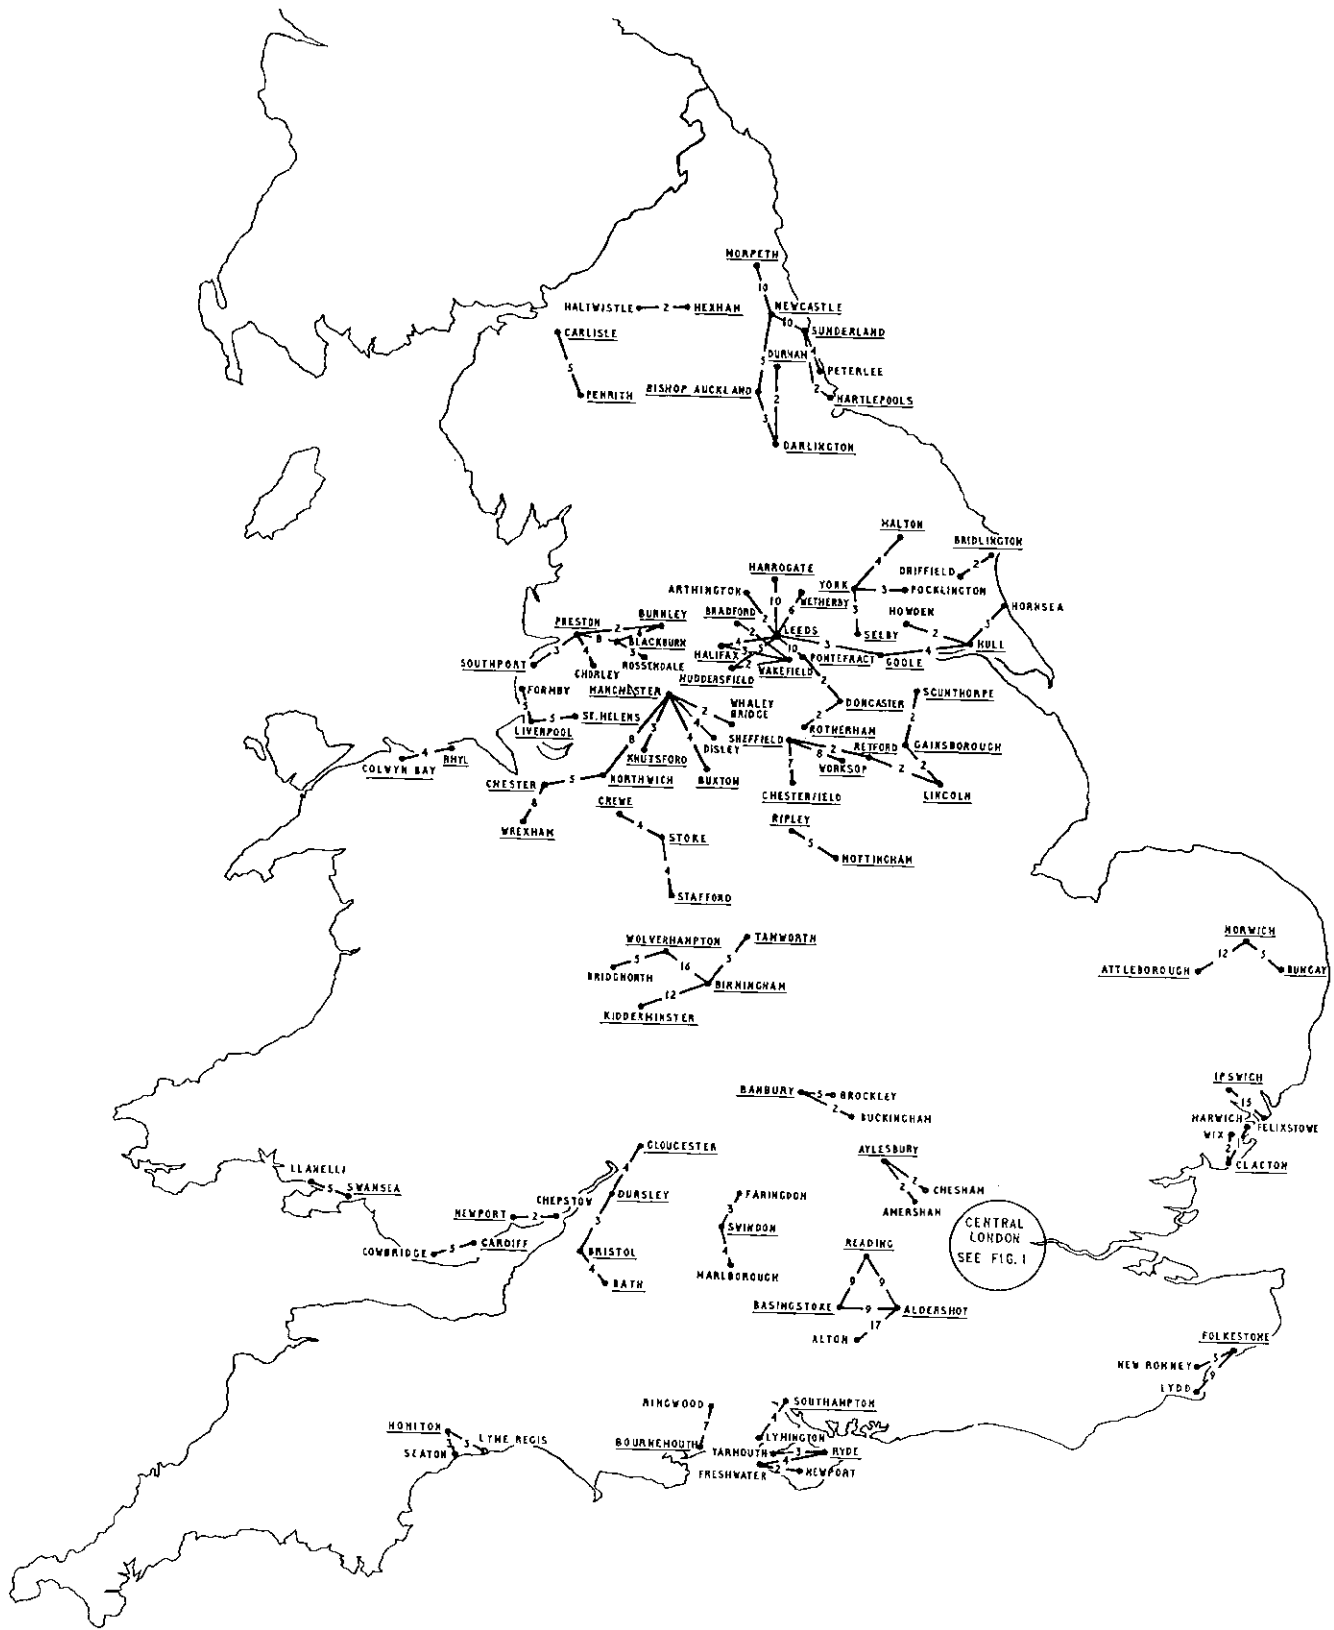 MORPETH
10
HALTWISTLE 2 HEXHAM
NEWCASTLE
10
SUNDERLAND
CARLISLE
DURHAM
4
5
5
PETERLEE
PENRITH
BISHOP AUCKLAND
2
2
HARTLEPOOLS
3
DARLINGTON
MALTON
BRIDLINGTON
4
2
DRIFFIELD
HARROGATE
ARTHINGTON
10
WETHERBY
6
YORK
3
POCKLINGTON
HORNSEA
BRADFORD
2
HOWDEN
3
BURNLEY
PRESTON
2
LEEDS
3
SELBY
2
3
HULL
8
BLACKBURN
2
4
HALIFAX
3
5
10
PONTEFRACT
GOOLE
4
3
4
3
ROSSENDALE
SOUTHPORT
CHORLEY
2
HUDDERSFIELD
WAKEFIELD
2
FORMBY
MANCHESTER
SCUNTHORPE
5
WHALEY
BRIDGE
2
DONCASTER
5
ST. HELENS
LIVERPOOL
4
2
ROTHERHAM
2
8
3
4
DISLEY
SHEFFIELD
2
RETFORD
GAINSBOROUGH
KNUTSFORD
8
WORKSOP
2
2
4
RHYL
COLWYN BAY
BUXTON
7
CHESTER
5
NORTHWICH
CHESTERFIELD
LINCOLN
8
CREWE
WREXHAM
4
STOKE
RIPLEY
5
NOTTINGHAM
4
STAFFORD
WOLVERHAMPTON
TAMWORTH
5
16
5
BRIDGNORTH
BIRMINGHAM
12
KIDDERMINSTER
NORWICH
12
5
ATTLEBOROUGH
BUNGAY
IPSWICH
15
BANBURY
5
BROCKLEY
2
BUCKINGHAM
HARWICH
FELIXSTOWE
WIX
2
CLACTON
GLOUCESTER
AYLESBURY
4
LLANELLI
5
SWANSEA
2
2
CHESHAM
AMERSHAM
DURSLEY
CHEPSTOW
FARINGDON
3
NEWPORT
2
3
SWINDON
CENTRAL
LONDON
SEE FIG. 1
COWBRIDGE
5
CARDIFF
BRISTOL
4
READING
4
BATH
MARLBOROUGH
9
9
BASINGSTOKE
9
ALDERSHOT
17
ALTON
FOLKESTONE
NEW ROMNEY
5
9
LYDD
RINGWOOD
SOUTHAMPTON
7
4
HONITON
3
LYME REGIS
SEATON
BOURNEMOUTH
LYMINGTON
YARMOUTH
3
RYDE
4
FRESHWATER
2
NEWPORT